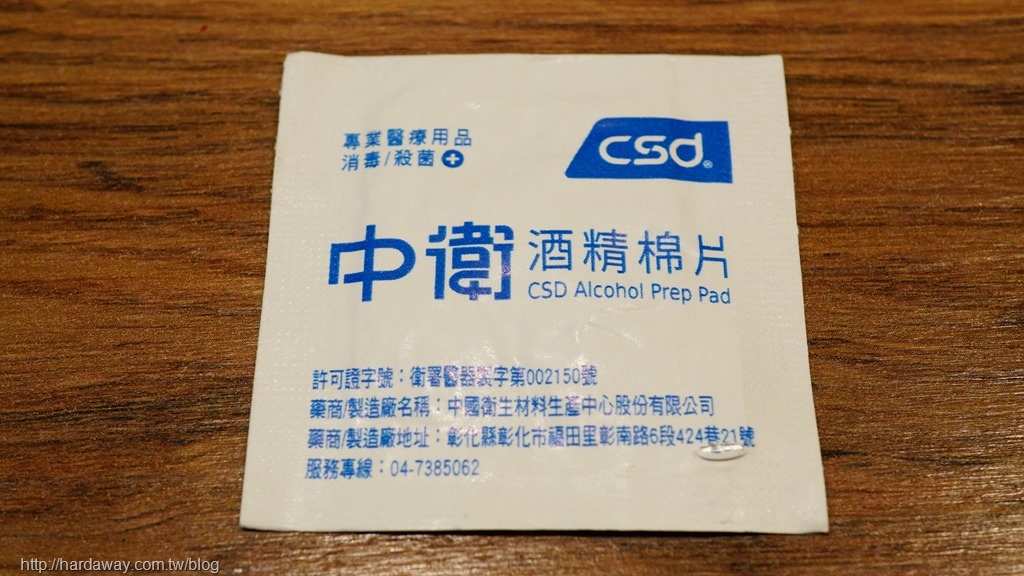 專業醫療用品
消毒/殺菌
csd®
中衛 酒精棉片
CSD Alcohol Prep Pad
許可證字號：衛署醫器製字第002150號
藥商/製造廠名稱：中國衛生材料生產中心股份有限公司
藥商/製造廠地址：彰化縣彰化市福田里彰南路6段424巷21號
服務專線：04-7385062
http://hardaway.com.tw/blog